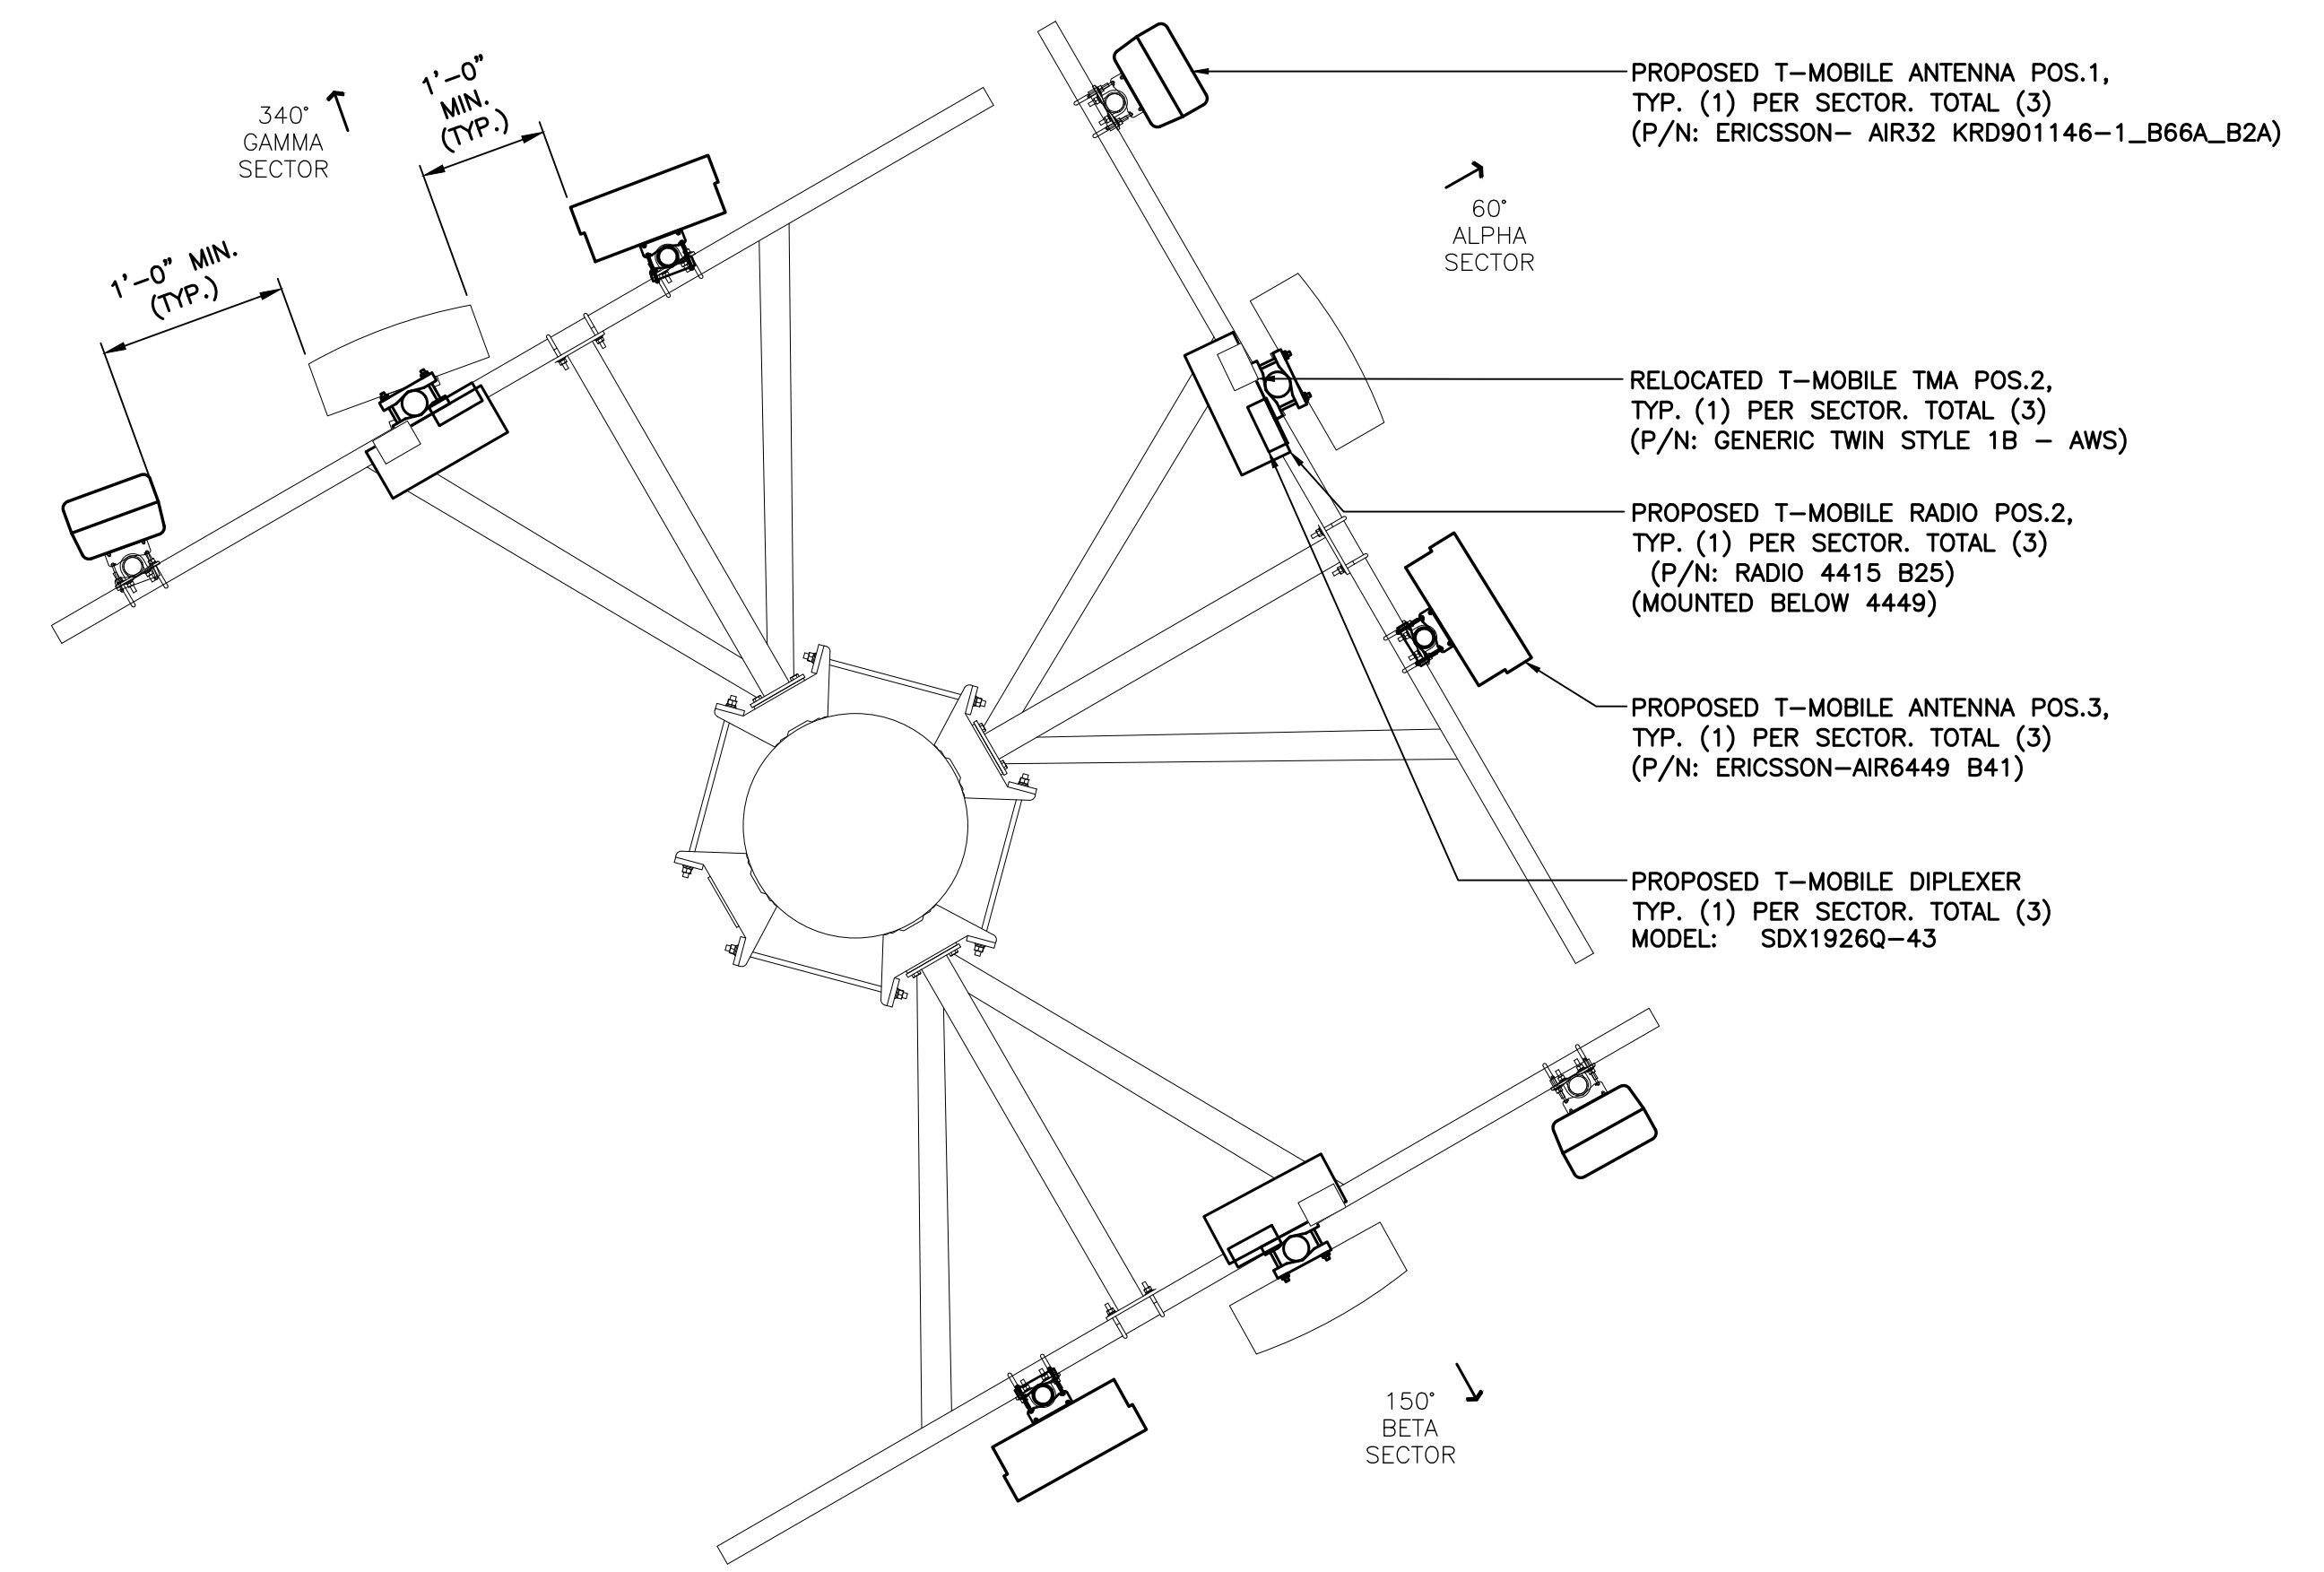 1'-0"
MIN.
(TYP.)
340°
GAMMA
SECTOR
1'-0" MIN.
(TYP.)
60°
ALPHA
SECTOR
PROPOSED T-MOBILE ANTENNA POS.1,
TYP. (1) PER SECTOR. TOTAL (3)
(P/N: ERICSSON- AIR32 KRD901146-1_B66A_B2A)
RELOCATED T-MOBILE TMA POS.2,
TYP. (1) PER SECTOR. TOTAL (3)
(P/N: GENERIC TWIN STYLE 1B - AWS)
PROPOSED T-MOBILE RADIO POS.2,
TYP. (1) PER SECTOR. TOTAL (3)
(P/N: RADIO 4415 B25)
(MOUNTED BELOW 4449)
PROPOSED T-MOBILE ANTENNA POS.3,
TYP. (1) PER SECTOR. TOTAL (3)
(P/N: ERICSSON-AIR6449 B41)
PROPOSED T-MOBILE DIPLEXER
TYP. (1) PER SECTOR. TOTAL (3)
MODEL: SDX1926Q-43
150°
BETA
SECTOR